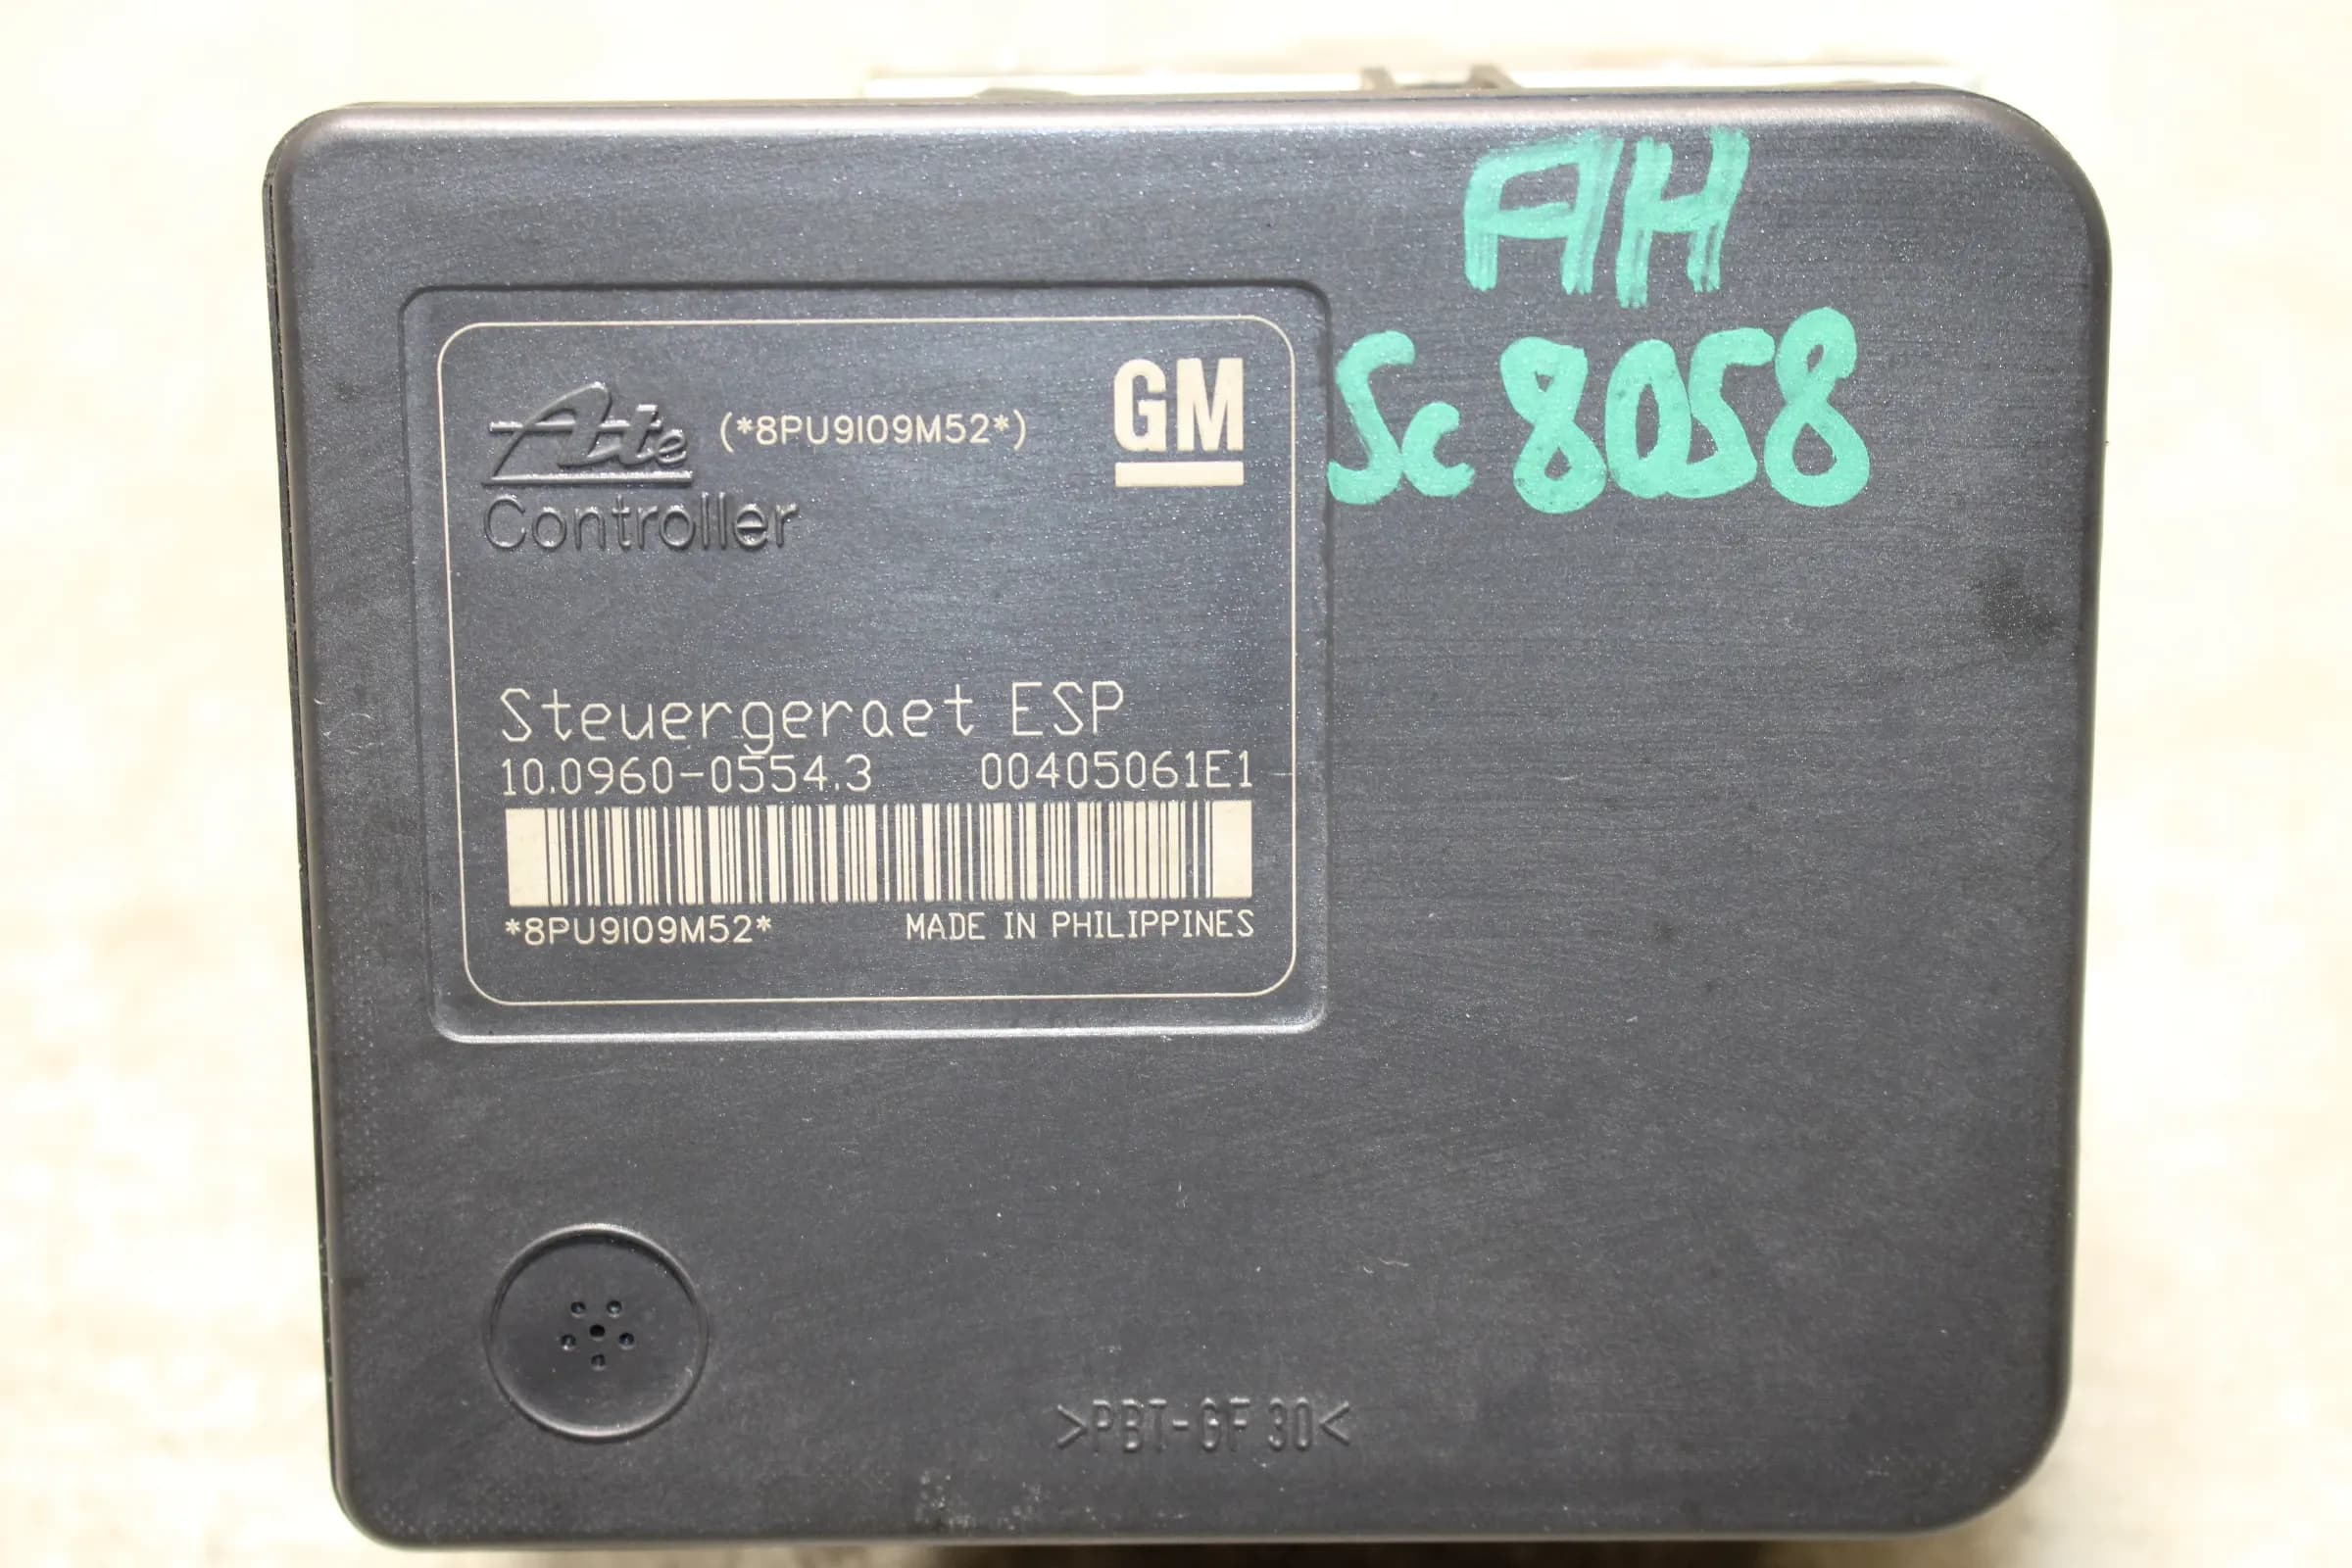 AH
Sc 8058
Ate (*8PU9I09M52*) GM
Controller
Steuergeraet ESP
10.0960-0554.3 00405061E1
*8PU9I09M52* MADE IN PHILIPPINES
>PBT-GF 30<